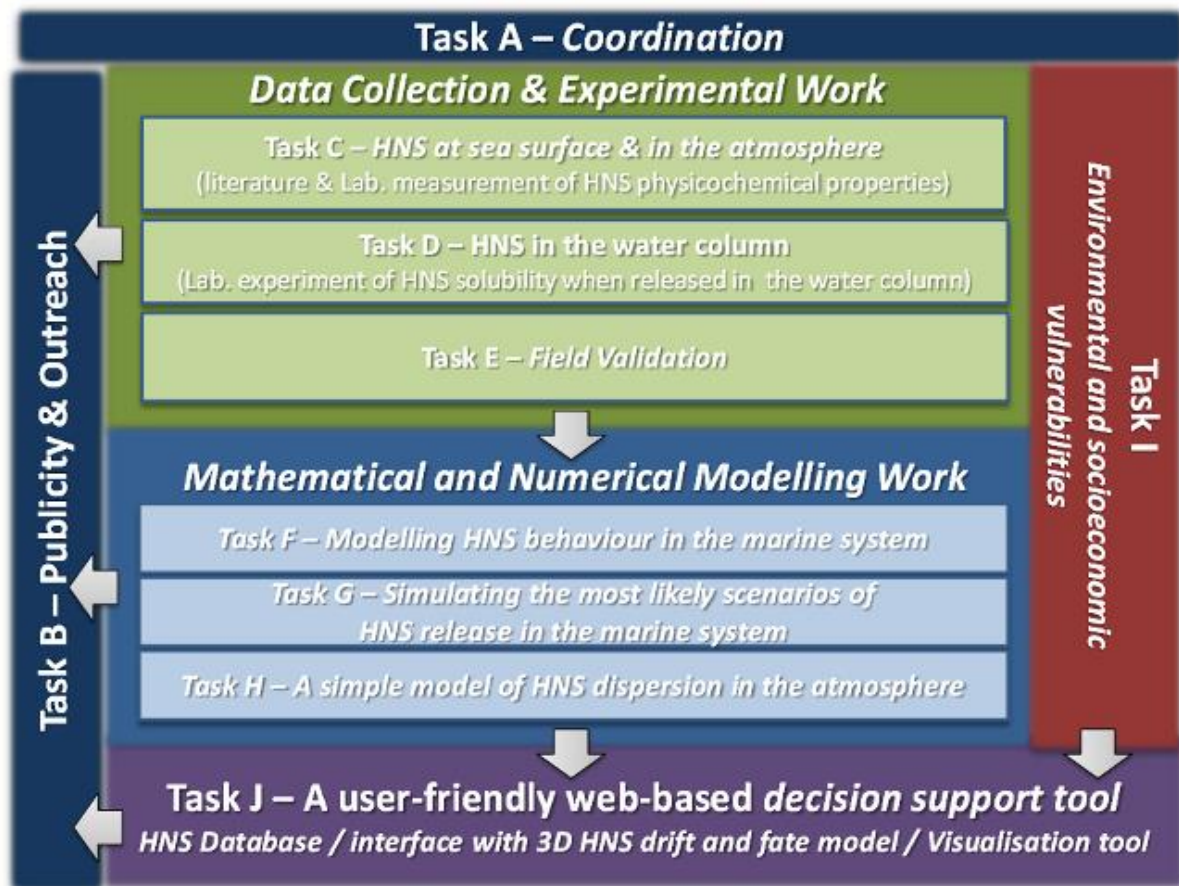 Task A – Coordination
Data Collection & Experimental Work
Task C – HNS at sea surface & in the atmosphere
(literature & Lab. measurement of HNS physicochemical properties)
Task D – HNS in the water column
(Lab. experiment of HNS solubility when released in the water column)
Task E – Field Validation
Mathematical and Numerical Modelling Work
Task F – Modelling HNS behaviour in the marine system
Task G – Simulating the most likely scenarios of
HNS release in the marine system
Task H – A simple model of HNS dispersion in the atmosphere
Task B – Publicity & Outreach
Task I
Environmental and socioeconomic
vulnerabilities
Task J – A user-friendly web-based decision support tool
HNS Database / interface with 3D HNS drift and fate model / Visualisation tool